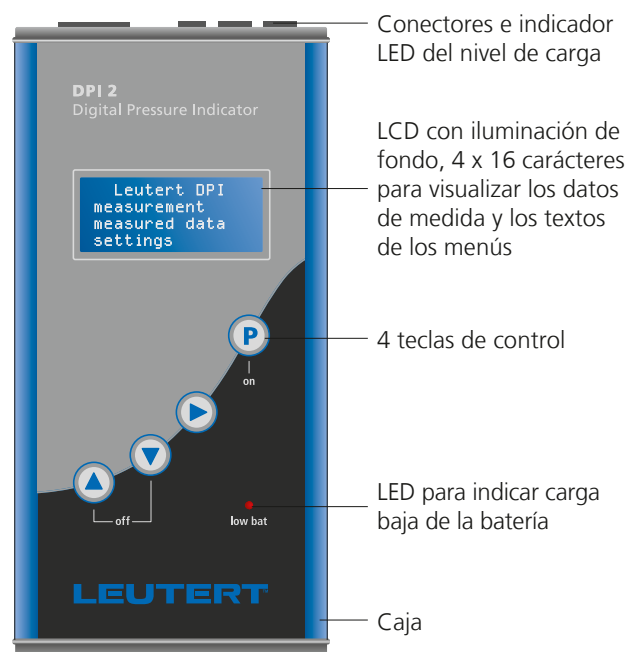 Conectores e indicador
LED del nivel de carga
DPI 2
Digital Pressure Indicator
LCD con iluminación de
fondo, 4 x 16 carácteres
para visualizar los datos
de medida y los textos
de los menús
Leutert DPI
measurement
measured data
settings
P
on
4 teclas de control
off
low bat
LED para indicar carga
baja de la batería
LEUTERT
Caja